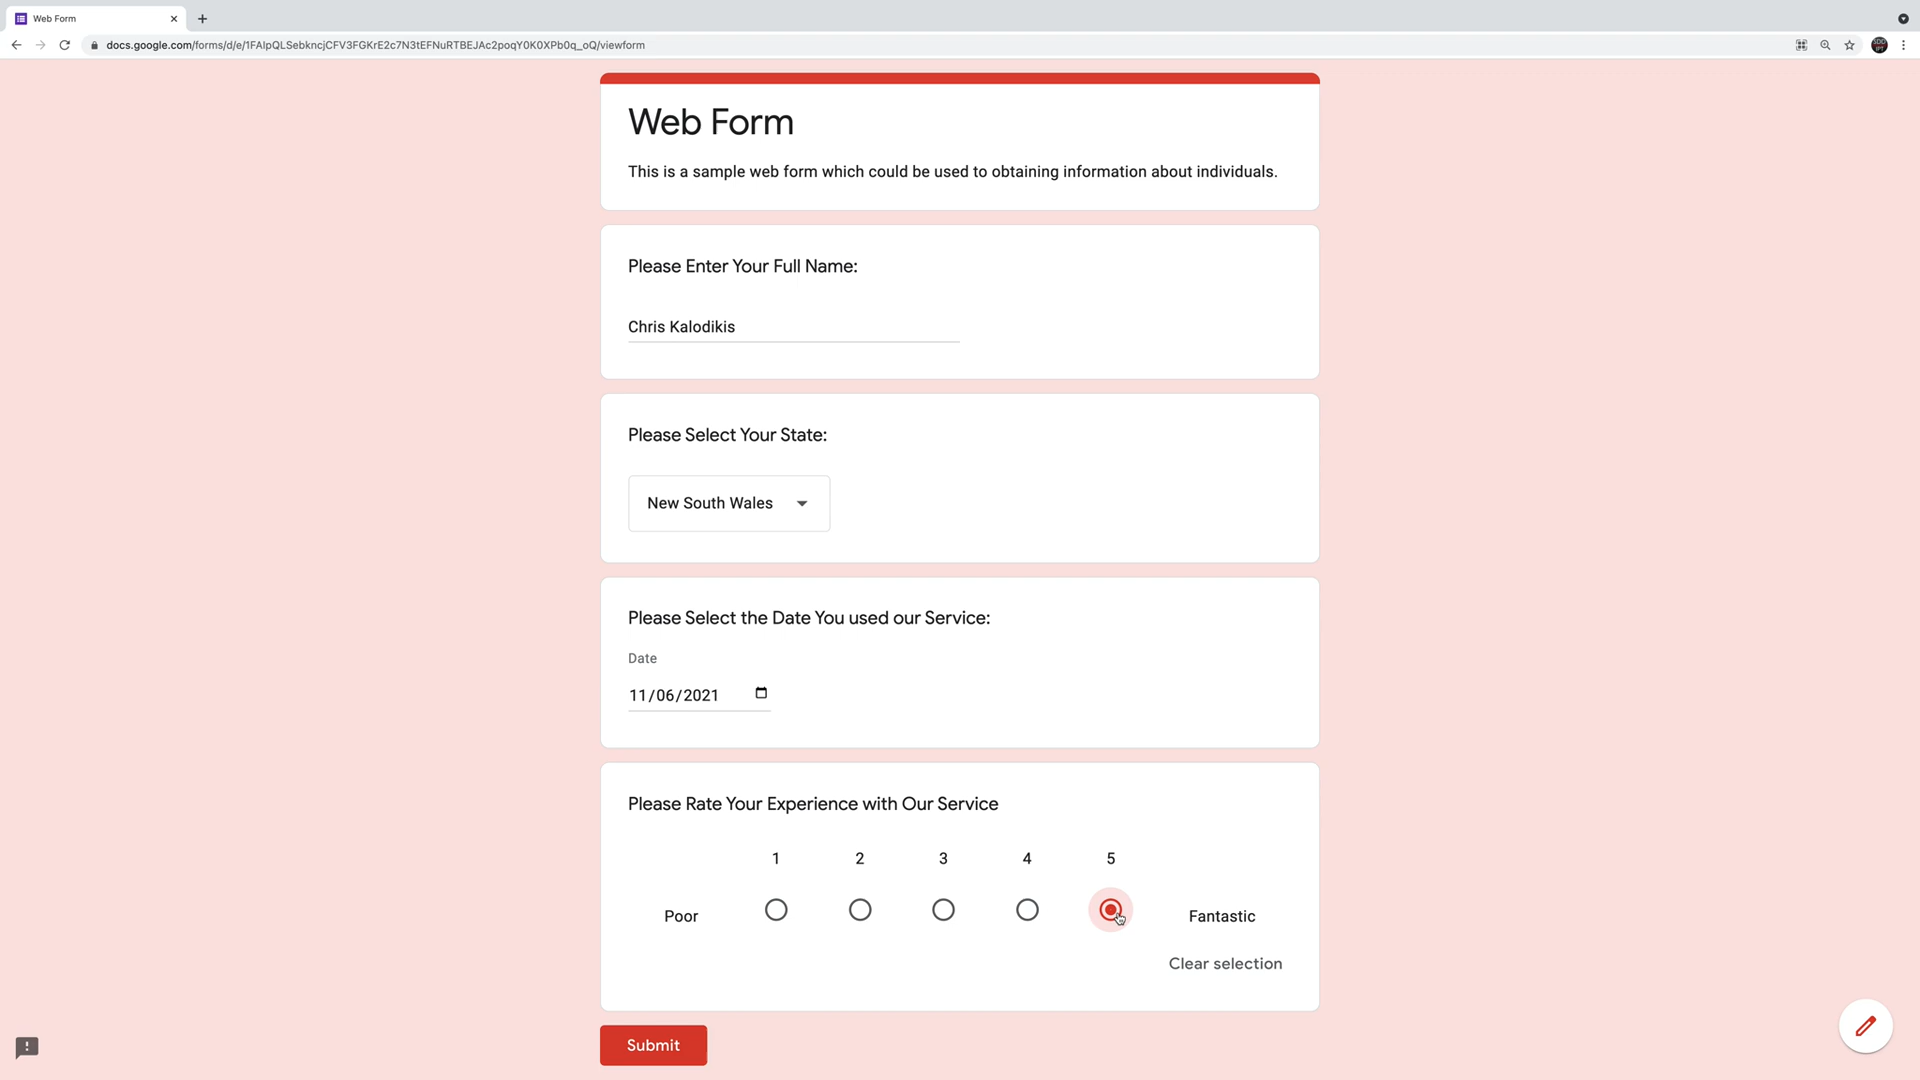 Web Form
docs.google.com/forms/d/e/1FAIpQLSebkncjCFV3FGKrE2c7N3tEFNuRTBEJAc2poqY0K0XPb0q_oQ/viewform
Web Form
This is a sample web form which could be used to obtaining information about individuals.
Please Enter Your Full Name:
Chris Kalodikis
Please Select Your State:
New South Wales
Please Select the Date You used our Service:
Date
11/06/2021
Please Rate Your Experience with Our Service
1 2 3 4 5
Poor Fantastic
Clear selection
Submit